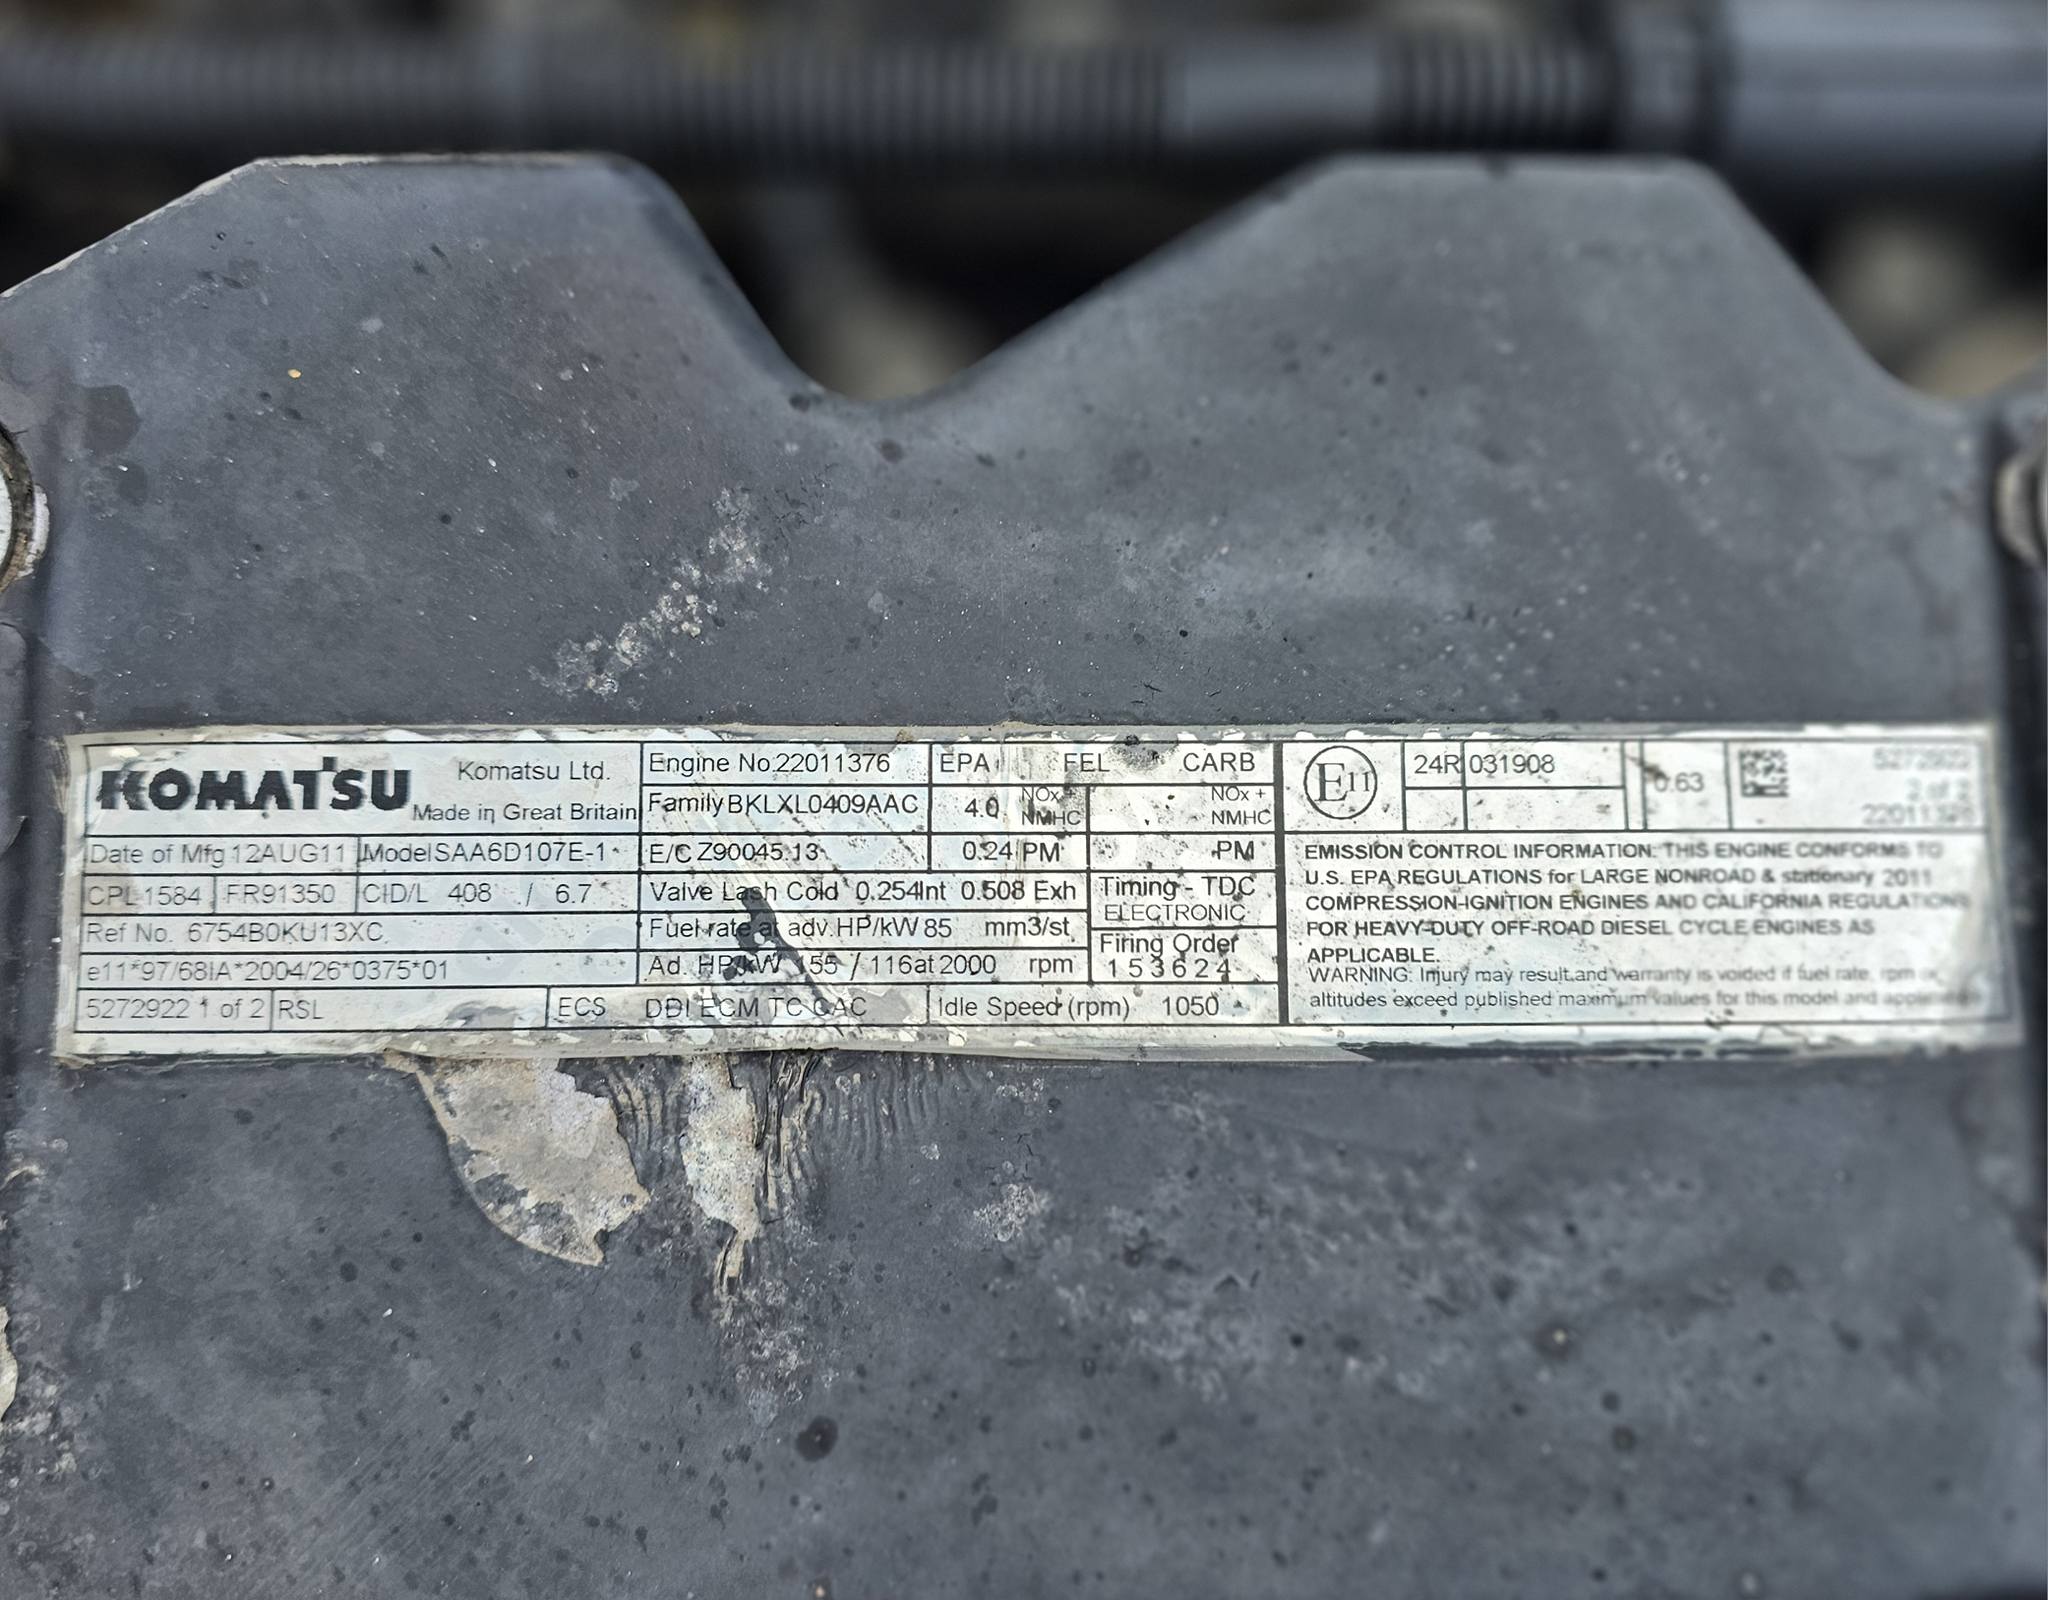 KOMATSU Komatsu Ltd.
Made in Great Britain
Date of Mfg 12AUG11 Model SAA6D107E-1
CPL 1584 FR91350 CID/L 408 / 6.7
Ref No. 6754B0KU13XC
e11*97/68IA*2004/26*0375*01
5272922 1 of 2 RSL
Engine No.22011376
Family BKLXL0409AAC
E/C Z90045.13
EPA FEL CARB
4.0 NOx + NMHC NOx + NMHC
0.24 PM PM
Valve Lash Cold 0.254Int 0.508 Exh
Fuel rate at adv.HP/kW 85 mm3/st
Ad. HP/kW 155 / 116at 2000 rpm
Timing - TDC
ELECTRONIC
Firing Order
1 5 3 6 2 4
ECS DDI ECM TC CAC
Idle Speed (rpm) 1050
E11 24R 031908
0.63
5272922
2 of 2
EMISSION CONTROL INFORMATION: THIS ENGINE CONFORMS TO
U.S. EPA REGULATIONS for LARGE NONROAD & stationary 2011
COMPRESSION-IGNITION ENGINES AND CALIFORNIA REGULATIONS
FOR HEAVY-DUTY OFF-ROAD DIESEL CYCLE ENGINES AS
APPLICABLE.
WARNING: Injury may result and warranty is voided if fuel rate, rpm or
altitudes exceed published maximum values for this model and application